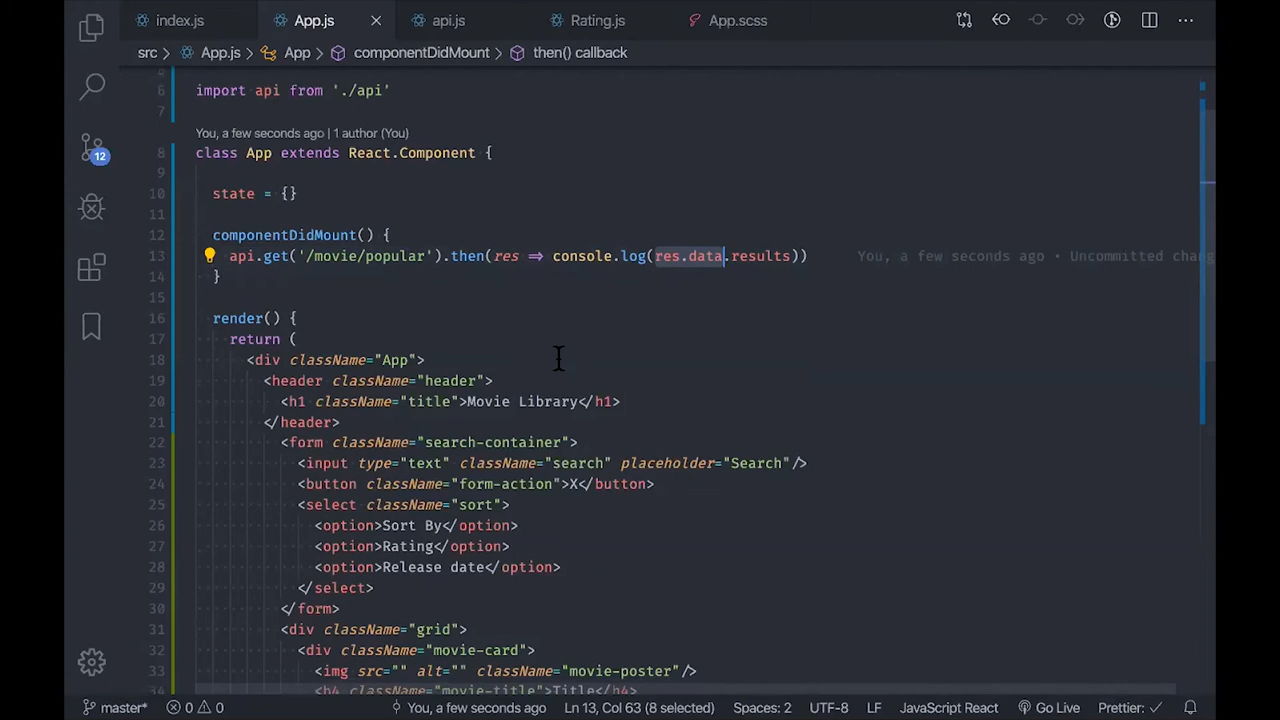 index.js App.js api.js Rating.js App.scss
src App.js App componentDidMount then() callback
6 import api from './api'
7
You, a few seconds ago | 1 author (You)
8 class App extends React.Component {
9
10 state = {}
11
12 componentDidMount() {
13 api.get('/movie/popular').then(res => console.log(res.data.results)) You, a few seconds ago • Uncommitted chang
14 }
15
16 render() {
17 return (
18 <div className="App">
19 <header className="header">
20 <h1 className="title">Movie Library</h1>
21 </header>
22 <form className="search-container">
23 <input type="text" className="search" placeholder="Search"/>
24 <button className="form-action">X</button>
25 <select className="sort">
26 <option>Sort By</option>
27 <option>Rating</option>
28 <option>Release date</option>
29 </select>
30 </form>
31 <div className="grid">
32 <div className="movie-card">
33 <img src="" alt="" className="movie-poster"/>
34 <h4 className="movie-title">Title</h4>
12
master* 0 0 You, a few seconds ago Ln 13, Col 63 (8 selected) Spaces: 2 UTF-8 LF JavaScript React Go Live Prettier: ✓